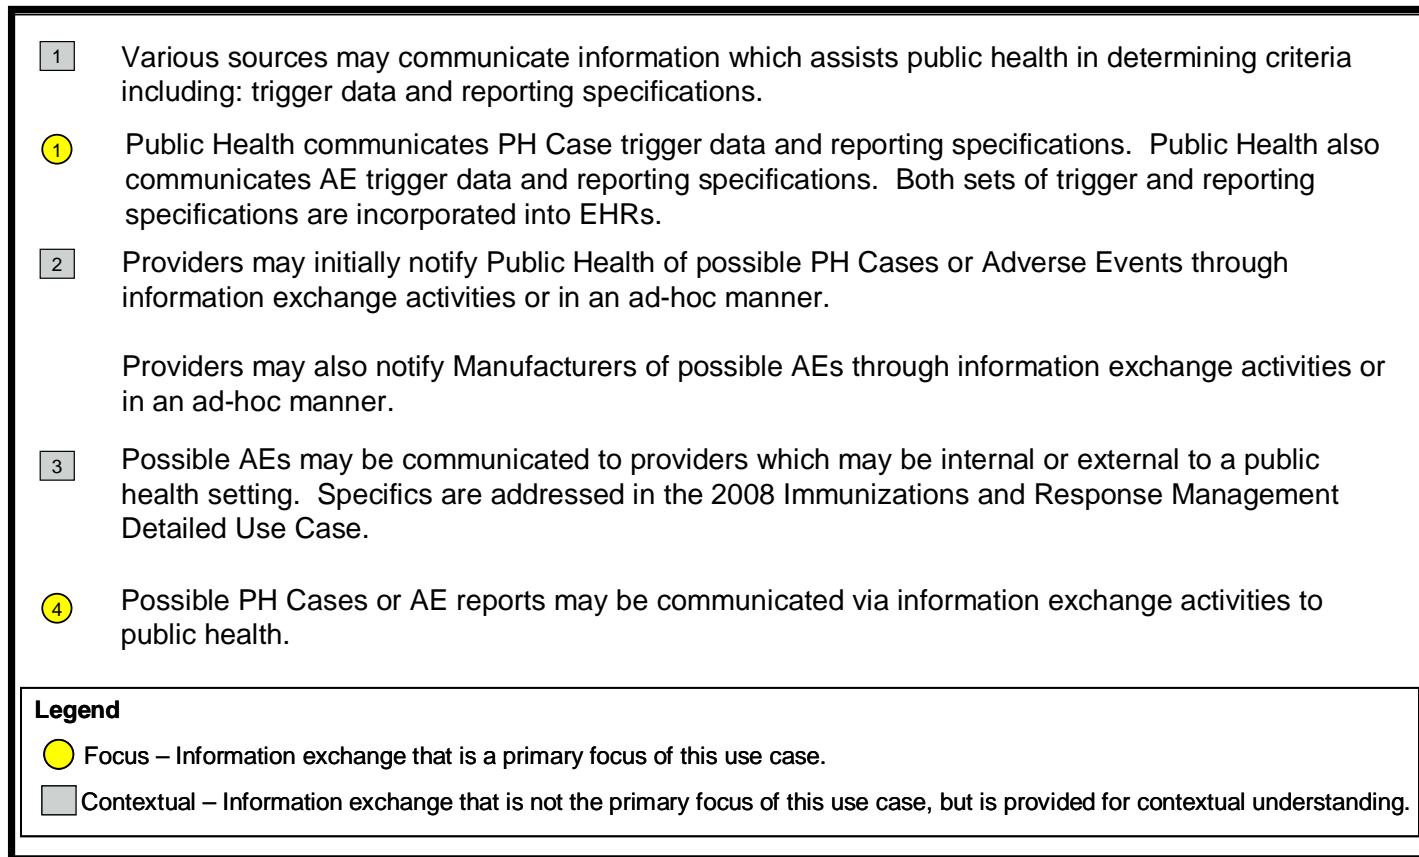 1 Various sources may communicate information which assists public health in determining criteria
including: trigger data and reporting specifications.
1 Public Health communicates PH Case trigger data and reporting specifications. Public Health also
communicates AE trigger data and reporting specifications. Both sets of trigger and reporting
specifications are incorporated into EHRs.
2 Providers may initially notify Public Health of possible PH Cases or Adverse Events through
information exchange activities or in an ad-hoc manner.
Providers may also notify Manufacturers of possible AEs through information exchange activities or
in an ad-hoc manner.
3 Possible AEs may be communicated to providers which may be internal or external to a public
health setting. Specifics are addressed in the 2008 Immunizations and Response Management
Detailed Use Case.
4 Possible PH Cases or AE reports may be communicated via information exchange activities to
public health.
Legend
Focus – Information exchange that is a primary focus of this use case.
Contextual – Information exchange that is not the primary focus of this use case, but is provided for contextual understanding.